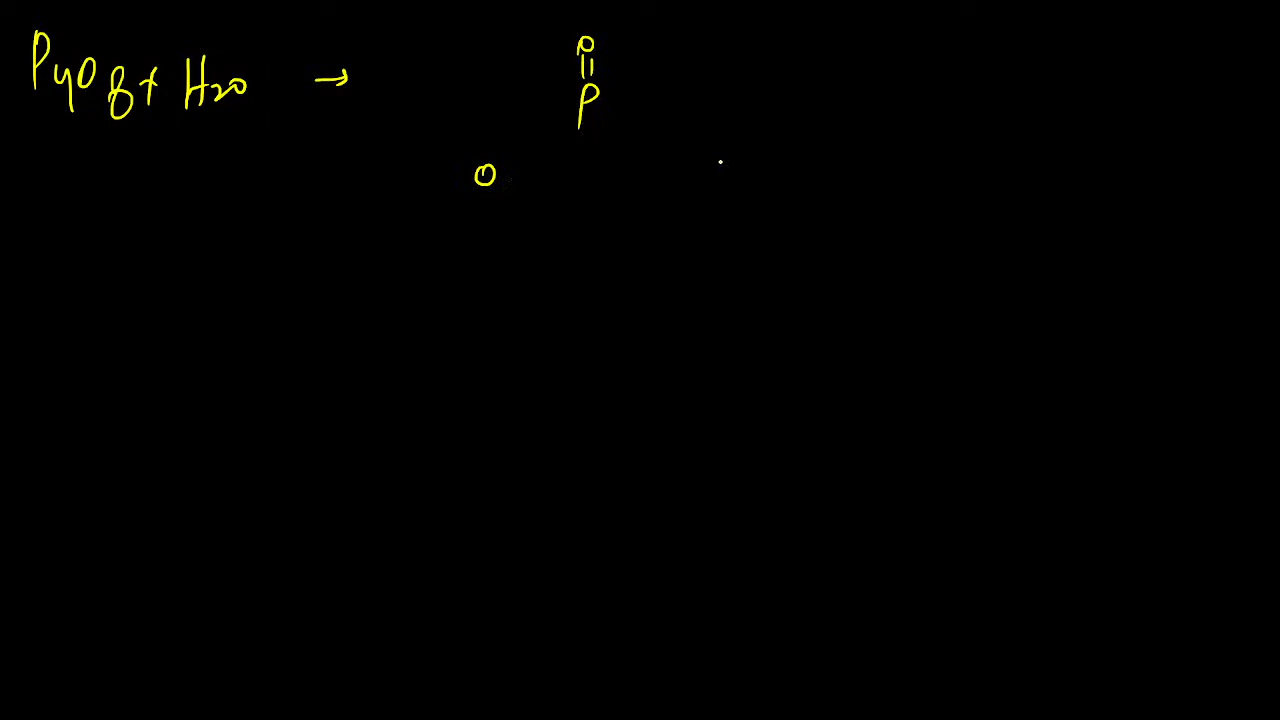 P4O8 + H2O →
O
||
P
O